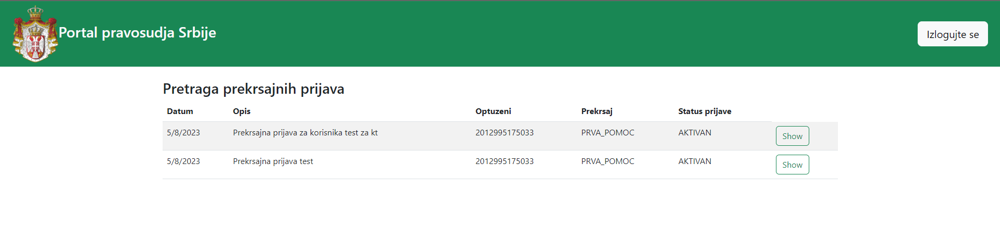 Portal pravosudja Srbije
Izlogujte se
Pretraga prekrsajnih prijava
Datum Opis Optuzeni Prekrsaj Status prijave
5/8/2023 Prekrsajna prijava za korisnika test za kt 2012995175033 PRVA_POMOC AKTIVAN Show
5/8/2023 Prekrsajna prijava test 2012995175033 PRVA_POMOC AKTIVAN Show